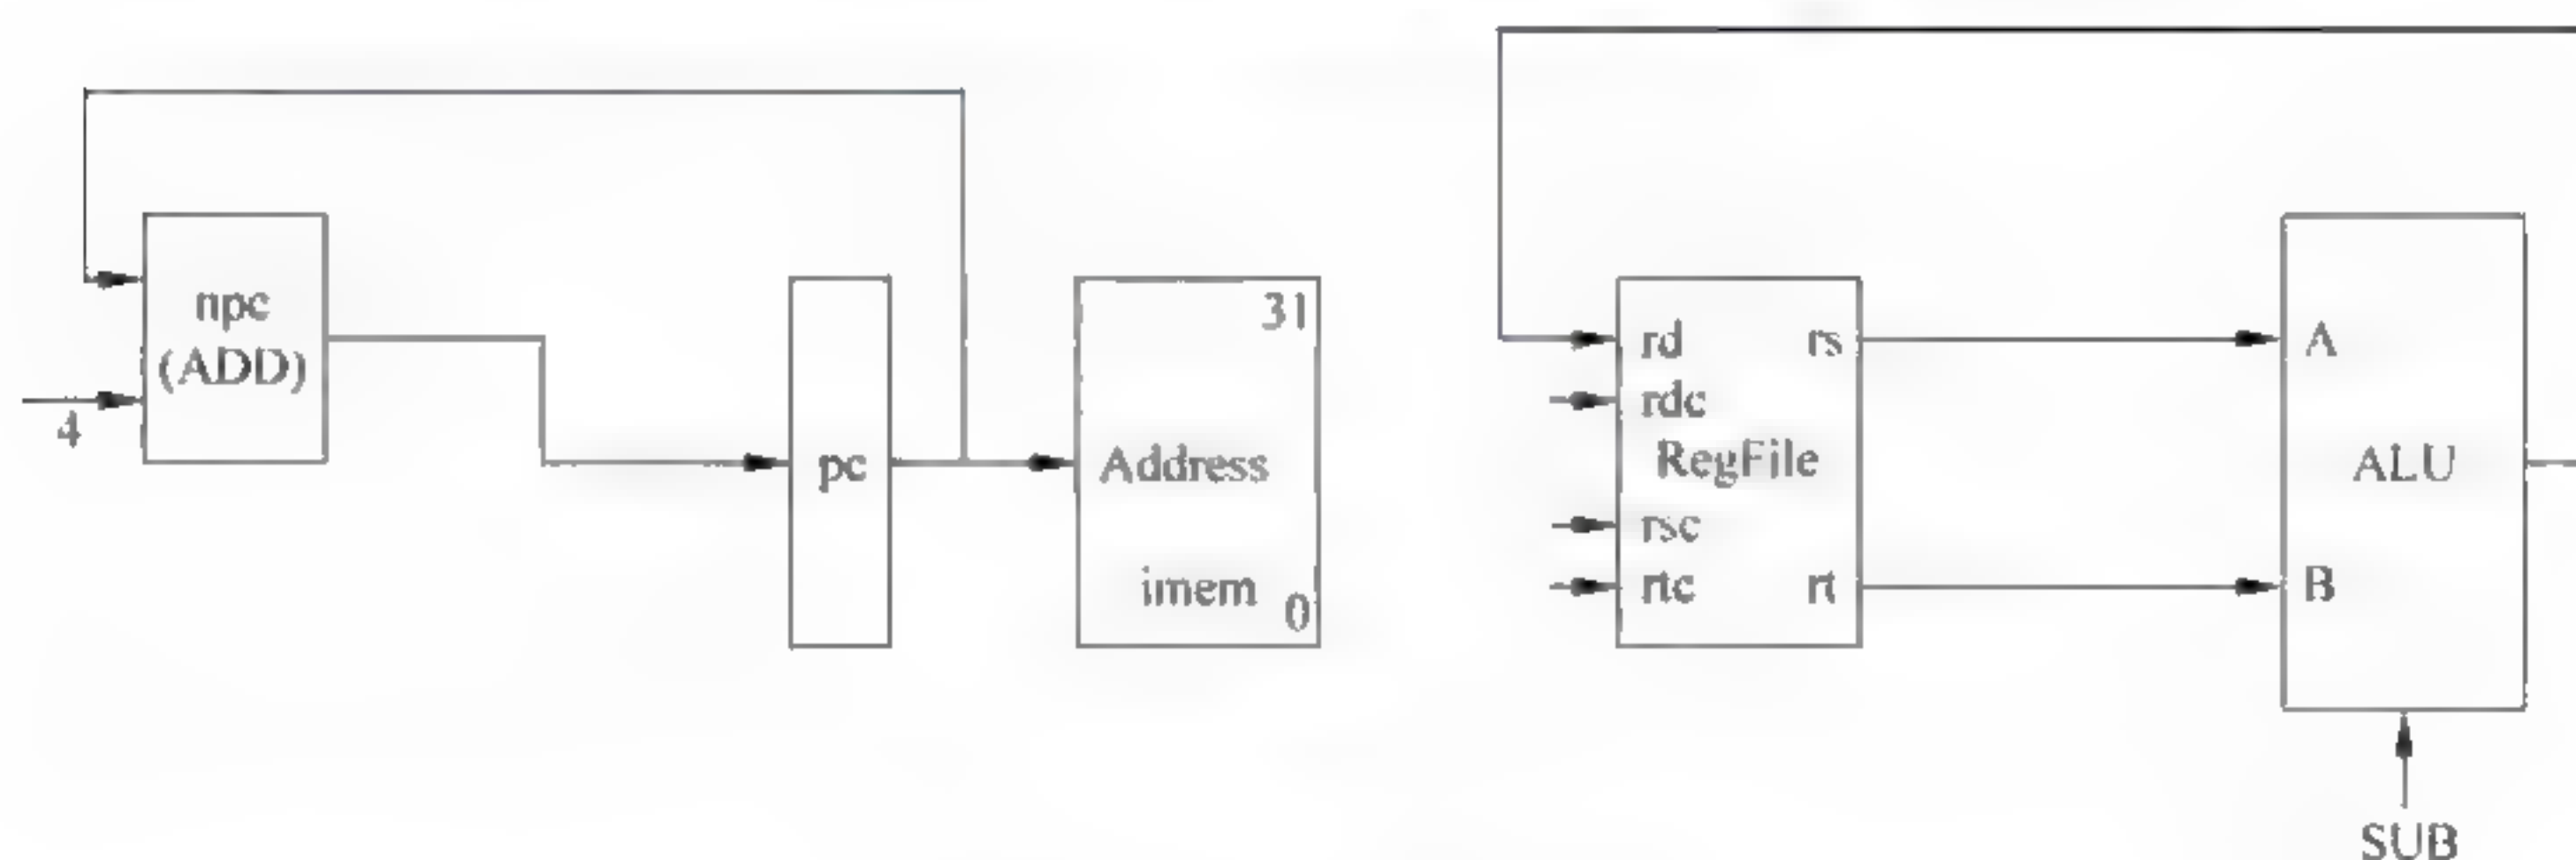 npc
(ADD)
4
pc
31
Address
imem
0
rd
rs
rdc
RegFile
rsc
rtc
rt
A
ALU
B
SUB